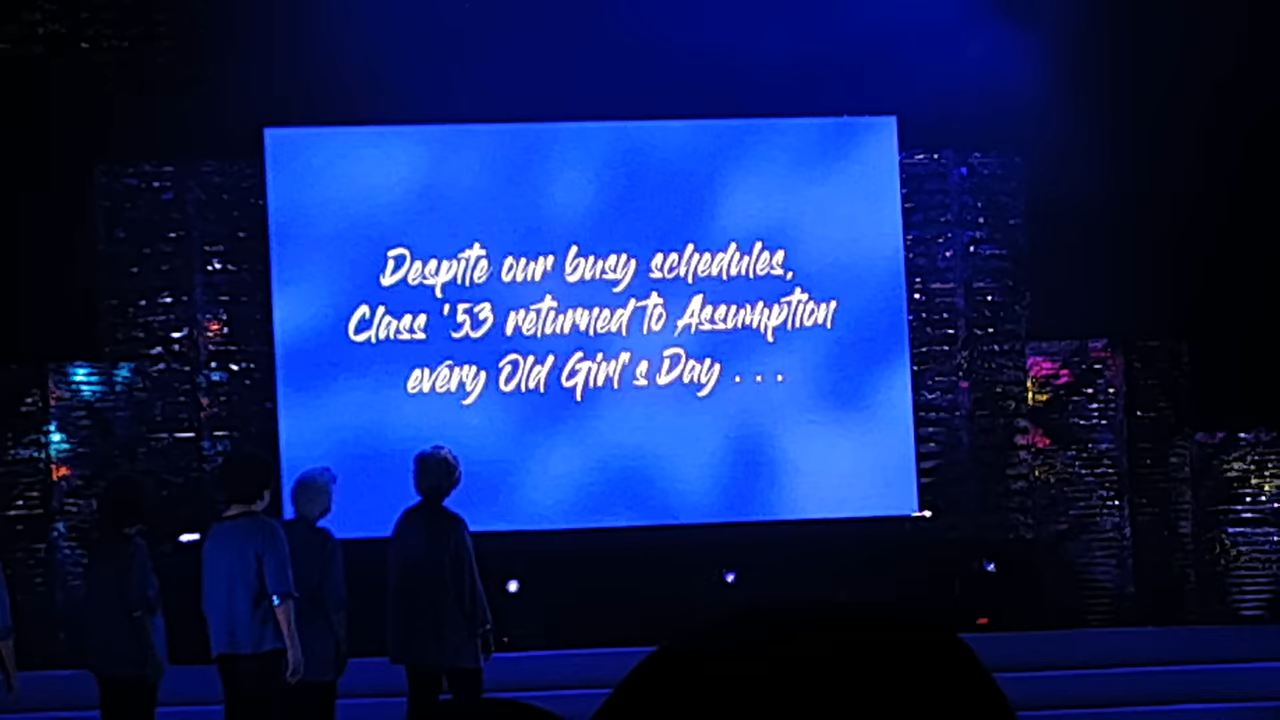 Despite our busy schedules,
Class '53 returned to Assumption
every Old Girl's Day . . .